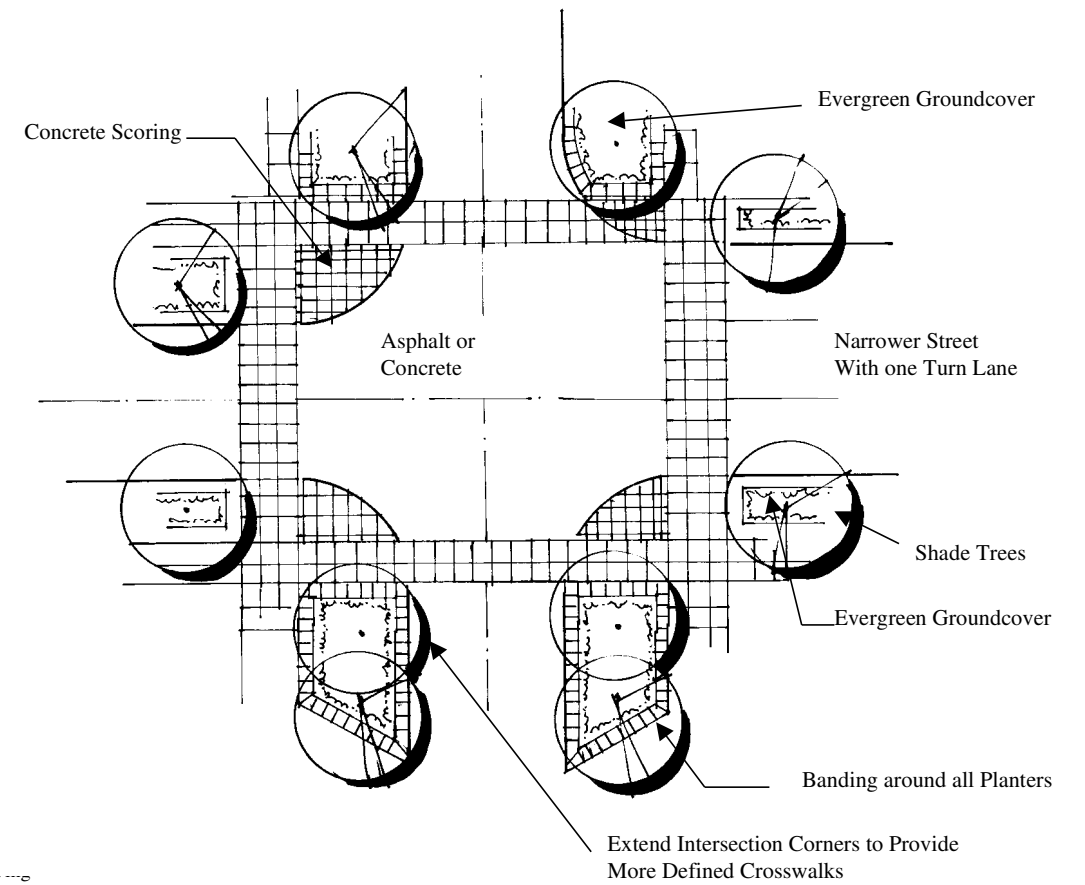 Evergreen Groundcover
Concrete Scoring
Asphalt or
Concrete
Narrower Street
With one Turn Lane
Shade Trees
Evergreen Groundcover
Banding around all Planters
Extend Intersection Corners to Provide
More Defined Crosswalks